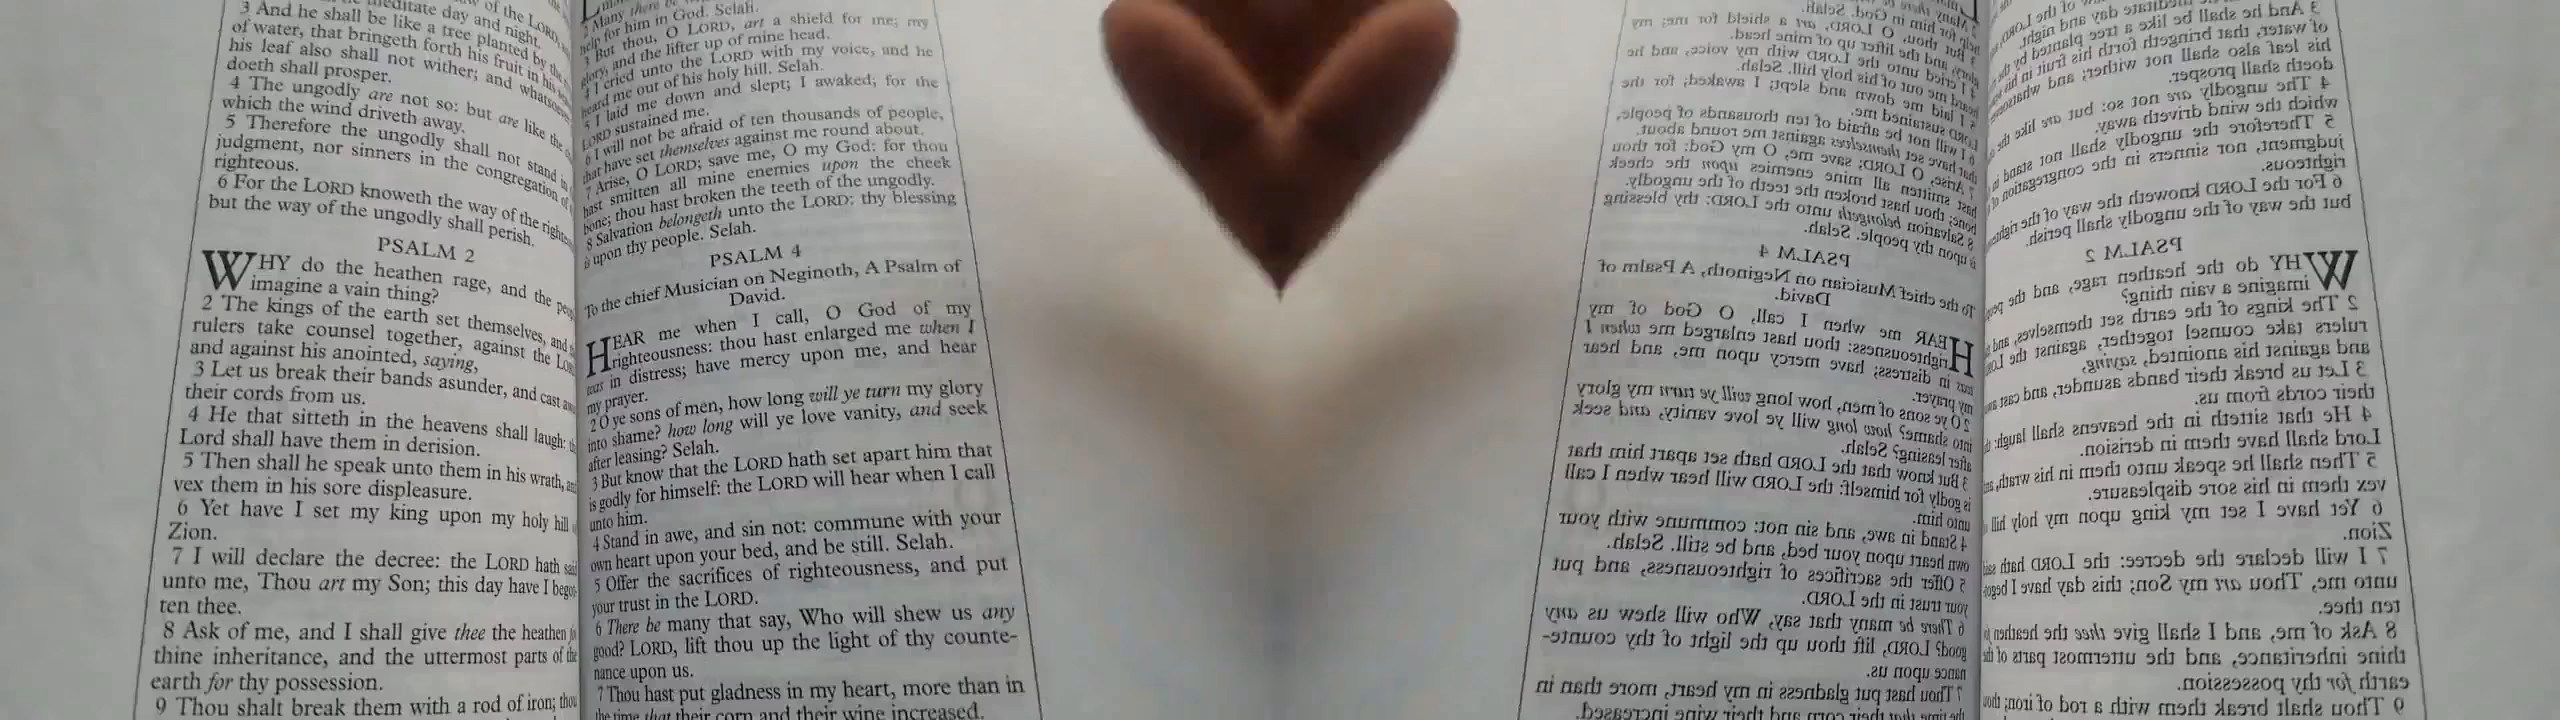 3 And he shall be like a tree planted by the
of water, that bringeth forth his fruit in his
his leaf also shall not wither; and whatsoever
doeth shall prosper.
4 The ungodly are not so: but are like the
which the wind driveth away.
5 Therefore the ungodly shall not stand in
judgment, nor sinners in the congregation of
righteous.
6 For the LORD knoweth the way of the
but the way of the ungodly shall perish.
PSALM 2
WHY do the heathen rage, and the
imagine a vain thing?
2 The kings of the earth set themselves, and
rulers take counsel together, against the
and against his anointed, saying,
3 Let us break their bands asunder, and cast
their cords from us.
4 He that sitteth in the heavens shall laugh:
Lord shall have them in derision.
5 Then shall he speak unto them in his wrath,
vex them in his sore displeasure.
6 Yet have I set my king upon my holy hill
Zion.
7 I will declare the decree: the LORD hath
unto me, Thou art my Son; this day have I
ten thee.
8 Ask of me, and I shall give thee the heathen
thine inheritance, and the uttermost parts of the
earth for thy possession.
9 Thou shalt break them with a rod of iron; thou
help for him in God. Selah.
3 But thou, O LORD, art a shield for me; my
glory, and the lifter up of mine head.
4 I cried unto the LORD with my voice, and he
heard me out of his holy hill. Selah.
5 I laid me down and slept; I awaked; for the
LORD sustained me.
6 I will not be afraid of ten thousands of people,
that have set themselves against me round about.
7 Arise, O LORD; save me, O my God: for thou
hast smitten all mine enemies upon the cheek
bone; thou hast broken the teeth of the ungodly.
8 Salvation belongeth unto the LORD: thy blessing
is upon thy people. Selah.
PSALM 4
To the chief Musician on Neginoth, A Psalm of
David.
HEAR me when I call, O God of my
righteousness: thou hast enlarged me when I
was in distress; have mercy upon me, and hear
my prayer.
2 O ye sons of men, how long will ye turn my glory
into shame? how long will ye love vanity, and seek
after leasing? Selah.
3 But know that the LORD hath set apart him that
is godly for himself: the LORD will hear when I call
unto him.
4 Stand in awe, and sin not: commune with your
own heart upon your bed, and be still. Selah.
5 Offer the sacrifices of righteousness, and put
your trust in the LORD.
6 There be many that say, Who will shew us any
good? LORD, lift thou up the light of thy counte-
nance upon us.
7 Thou hast put gladness in my heart, more than in
the time that their corn and their wine increased.